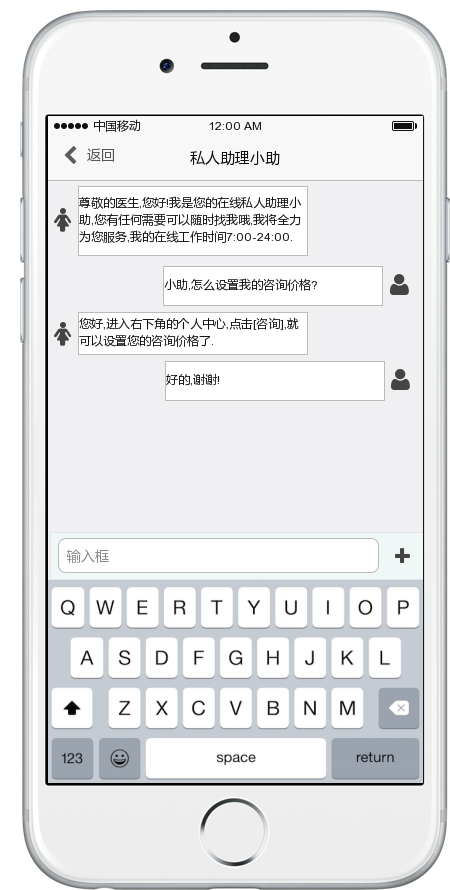 中国移动 12:00 AM
返回 私人助理小助
尊敬的医生,您好!我是您的在线私人助理小
助,您有任何需要可以随时找我哦,我将全力
为您服务,我的在线工作时间7:00-24:00.
小助,怎么设置我的咨询价格?
您好,进入右下角的个人中心,点击[咨询],就
可以设置您的咨询价格了.
好的,谢谢!
输入框
Q W E R T Y U I O P
A S D F G H J K L
Z X C V B N M
123 space return